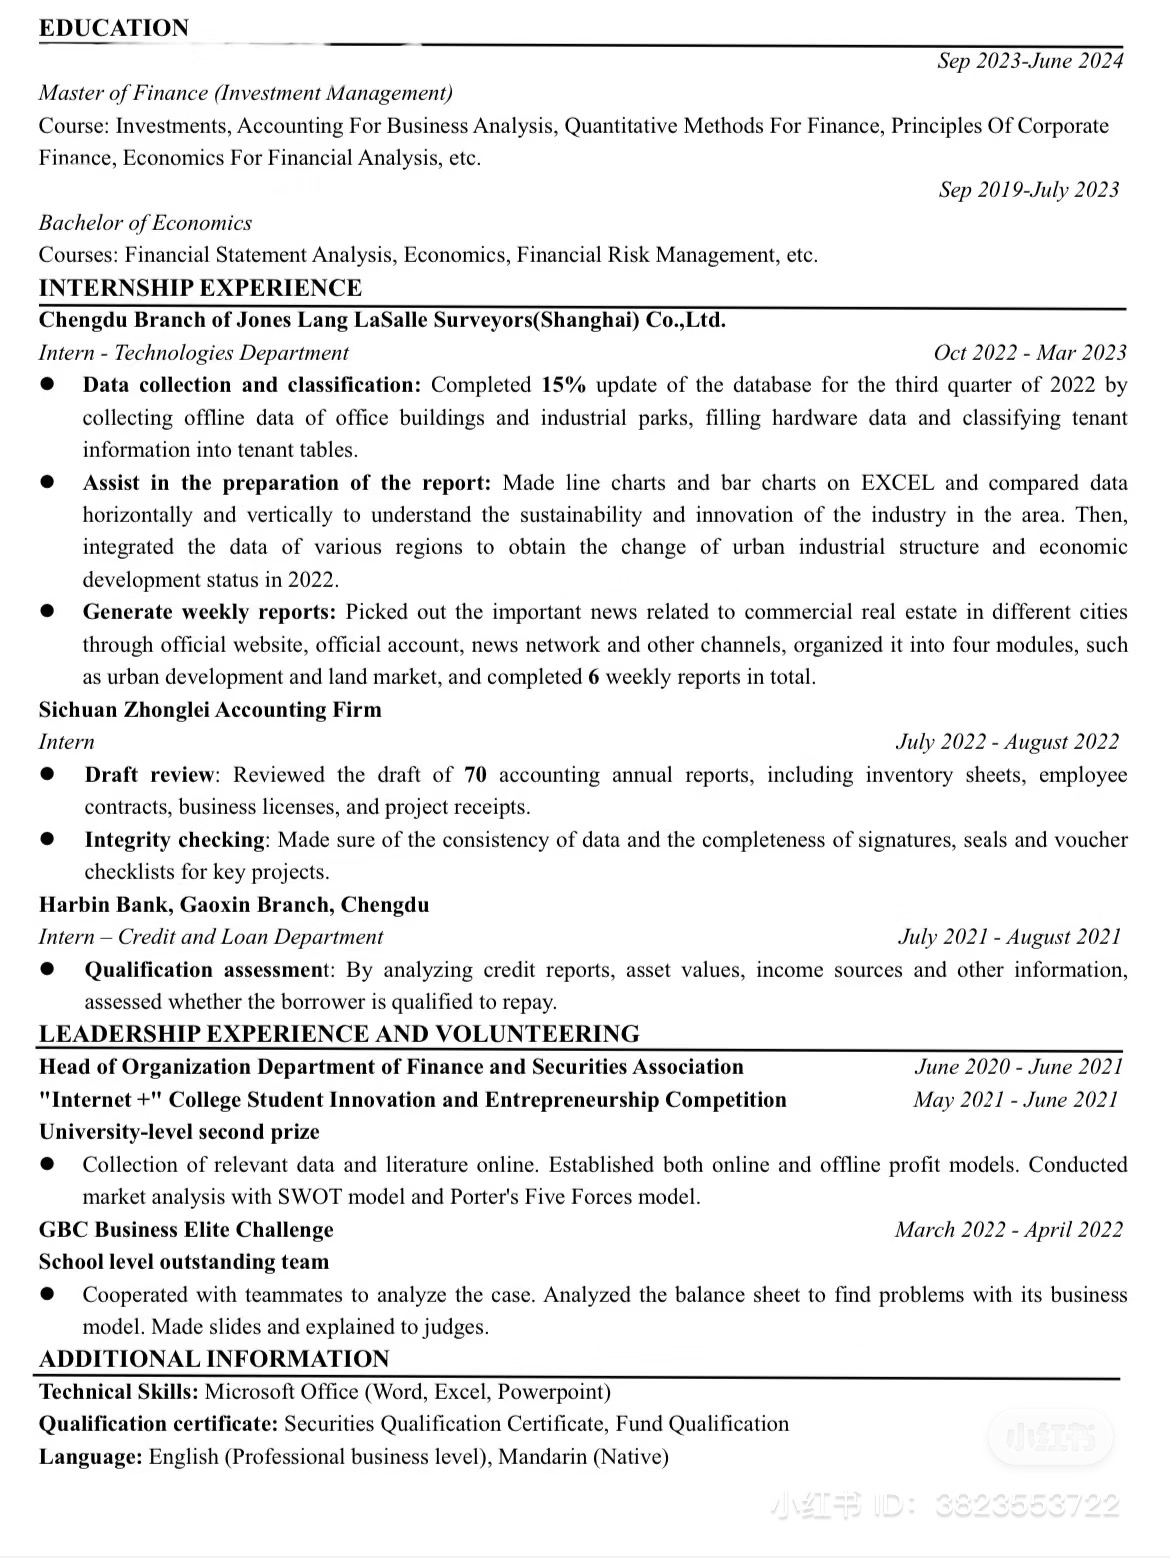 EDUCATION
Sep 2023-June 2024
Master of Finance (Investment Management)
Course: Investments, Accounting For Business Analysis, Quantitative Methods For Finance, Principles Of Corporate
Finance, Economics For Financial Analysis, etc.
Sep 2019-July 2023
Bachelor of Economics
Courses: Financial Statement Analysis, Economics, Financial Risk Management, etc.
INTERNSHIP EXPERIENCE
Chengdu Branch of Jones Lang LaSalle Surveyors(Shanghai) Co.,Ltd.
Intern - Technologies Department Oct 2022 - Mar 2023
● Data collection and classification: Completed 15% update of the database for the third quarter of 2022 by
collecting offline data of office buildings and industrial parks, filling hardware data and classifying tenant
information into tenant tables.
● Assist in the preparation of the report: Made line charts and bar charts on EXCEL and compared data
horizontally and vertically to understand the sustainability and innovation of the industry in the area. Then,
integrated the data of various regions to obtain the change of urban industrial structure and economic
development status in 2022.
● Generate weekly reports: Picked out the important news related to commercial real estate in different cities
through official website, official account, news network and other channels, organized it into four modules, such
as urban development and land market, and completed 6 weekly reports in total.
Sichuan Zhonglei Accounting Firm
Intern July 2022 - August 2022
● Draft review: Reviewed the draft of 70 accounting annual reports, including inventory sheets, employee
contracts, business licenses, and project receipts.
● Integrity checking: Made sure of the consistency of data and the completeness of signatures, seals and voucher
checklists for key projects.
Harbin Bank, Gaoxin Branch, Chengdu
Intern – Credit and Loan Department July 2021 - August 2021
● Qualification assessment: By analyzing credit reports, asset values, income sources and other information,
assessed whether the borrower is qualified to repay.
LEADERSHIP EXPERIENCE AND VOLUNTEERING
Head of Organization Department of Finance and Securities Association June 2020 - June 2021
"Internet +" College Student Innovation and Entrepreneurship Competition May 2021 - June 2021
University-level second prize
● Collection of relevant data and literature online. Established both online and offline profit models. Conducted
market analysis with SWOT model and Porter's Five Forces model.
GBC Business Elite Challenge March 2022 - April 2022
School level outstanding team
● Cooperated with teammates to analyze the case. Analyzed the balance sheet to find problems with its business
model. Made slides and explained to judges.
ADDITIONAL INFORMATION
Technical Skills: Microsoft Office (Word, Excel, Powerpoint)
Qualification certificate: Securities Qualification Certificate, Fund Qualification
Language: English (Professional business level), Mandarin (Native)
小红书
小红书 ID: 3823553722